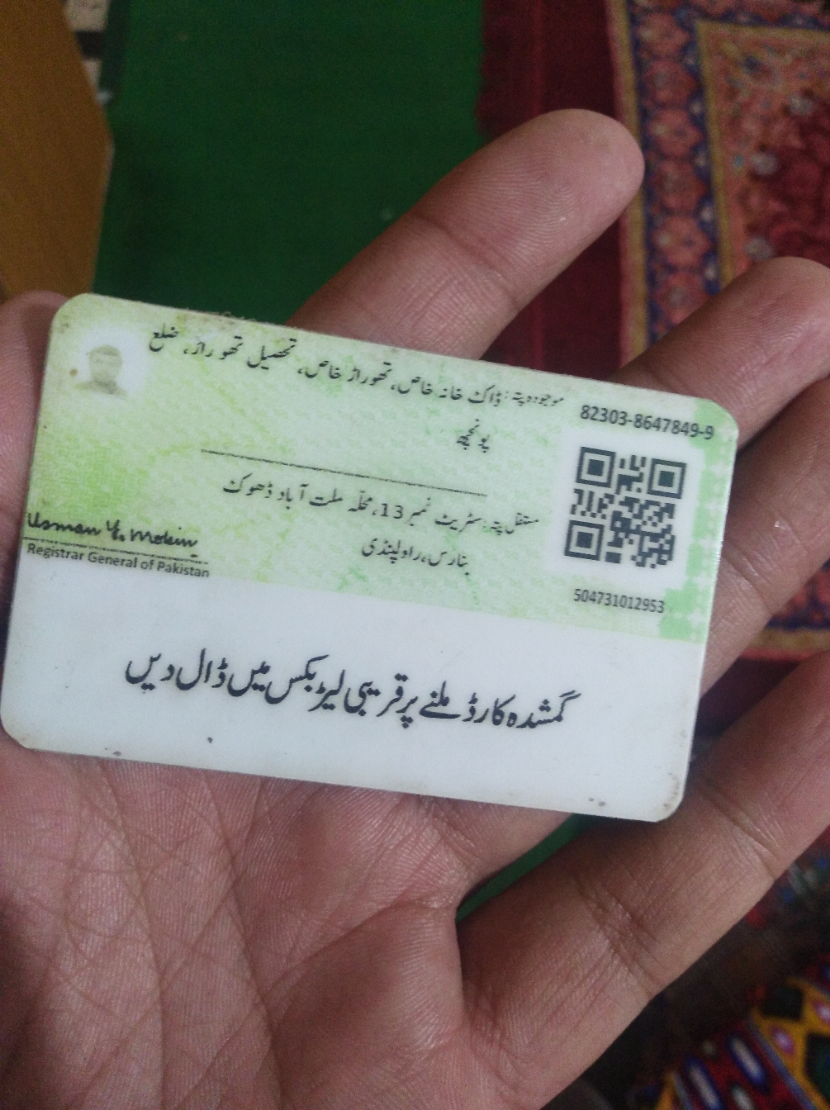 موجودہ پتہ: ڈاک خانہ خاص، تھوراڑ خاص، تحصیل تھوراڑ، ضلع
پونچھ
82303-8647849-9
مستقل پتہ: سٹریٹ نمبر 13، محلّہ ملت آباد ڈھوک
بنارس، راولپنڈی
Usman Y. Mobin
Registrar General of Pakistan
504731012953
گمشدہ کارڈ ملنے پر قریبی لیٹر بکس میں ڈال دیں